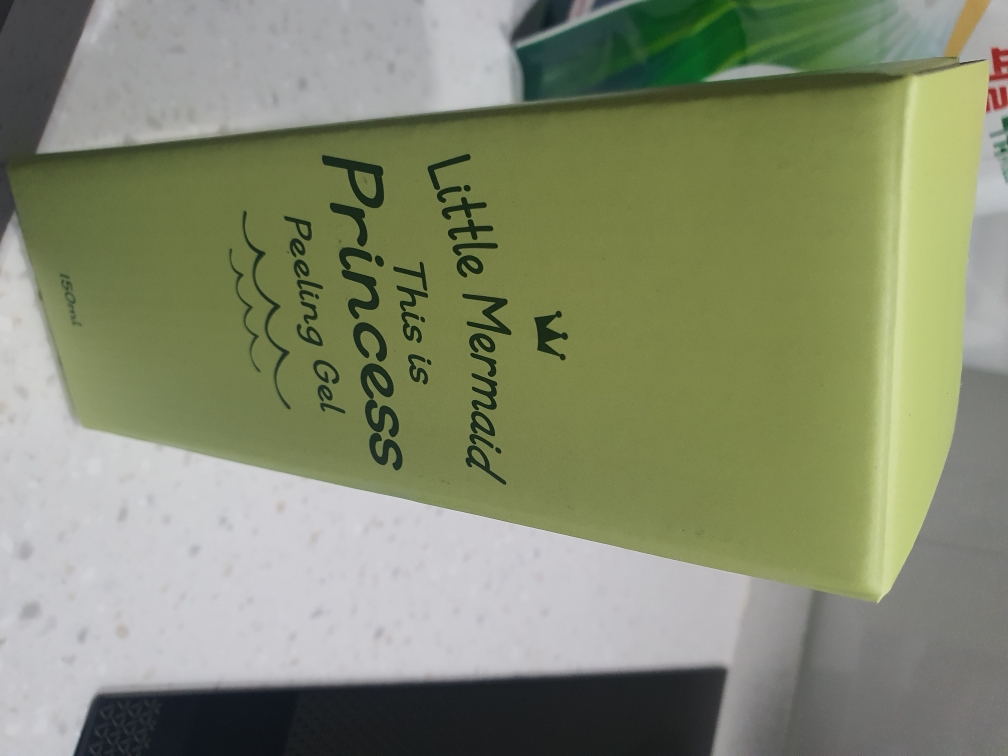 Little Mermaid
This is
Princess
Peeling Gel
150ml